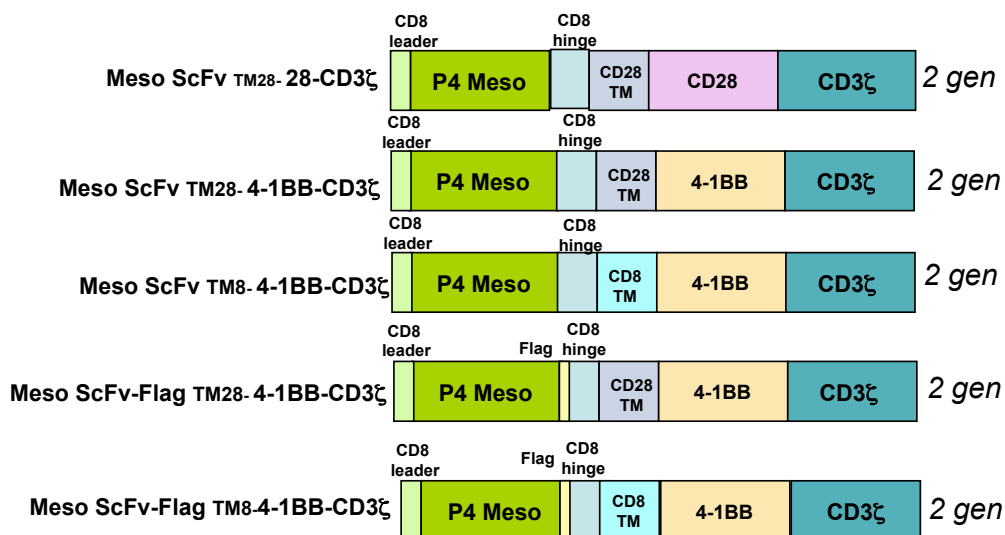 CD8
leader
CD8
hinge
Meso ScFv TM28- 28-CD3ζ
P4 Meso
CD28
TM
CD28
CD3ζ
2 gen
CD8
leader
CD8
hinge
Meso ScFv TM28- 4-1BB-CD3ζ
P4 Meso
CD28
TM
4-1BB
CD3ζ
2 gen
CD8
leader
CD8
hinge
Meso ScFv TM8- 4-1BB-CD3ζ
P4 Meso
CD8
TM
4-1BB
CD3ζ
2 gen
CD8
leader
Flag
CD8
hinge
Meso ScFv-Flag TM28- 4-1BB-CD3ζ
P4 Meso
CD28
TM
4-1BB
CD3ζ
2 gen
CD8
leader
Flag
CD8
hinge
Meso ScFv-Flag TM8-4-1BB-CD3ζ
P4 Meso
CD8
TM
4-1BB
CD3ζ
2 gen